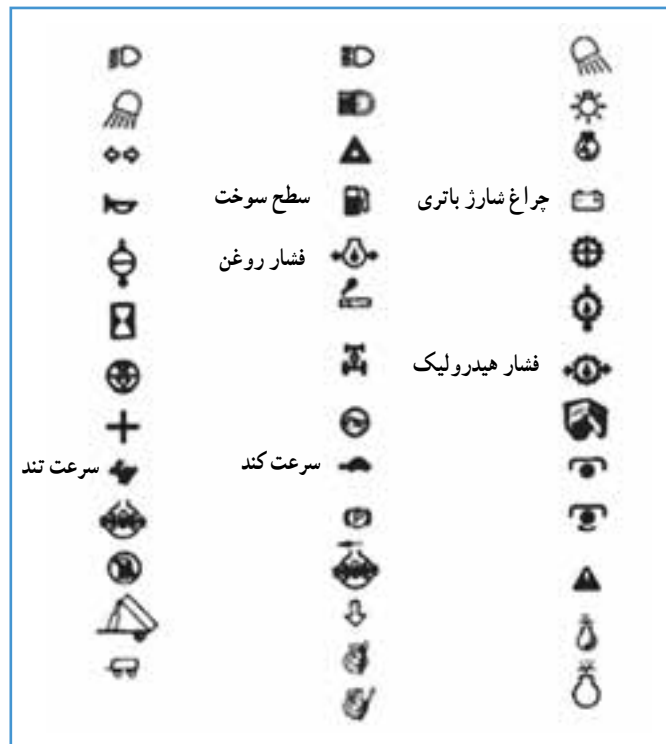 سطح سوخت
چراغ شارژ باتری
فشار روغن
فشار هیدرولیک
سرعت تند
سرعت کند